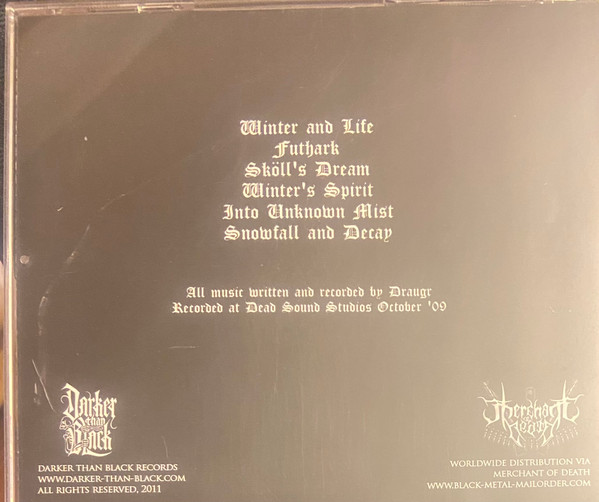 Winter and Life
Futhark
Sköll's Dream
Winter's Spirit
Into Unknown Mist
Snowfall and Decay
All music written and recorded by Draugr
Recorded at Dead Sound Studios October '09
Darker
than
Black
DARKER THAN BLACK RECORDS
WWW.DARKER-THAN-BLACK.COM
ALL RIGHTS RESERVED, 2011
Merchant
of Death
WORLDWIDE DISTRIBUTION VIA
MERCHANT OF DEATH
WWW.BLACK-METAL-MAILORDER.COM